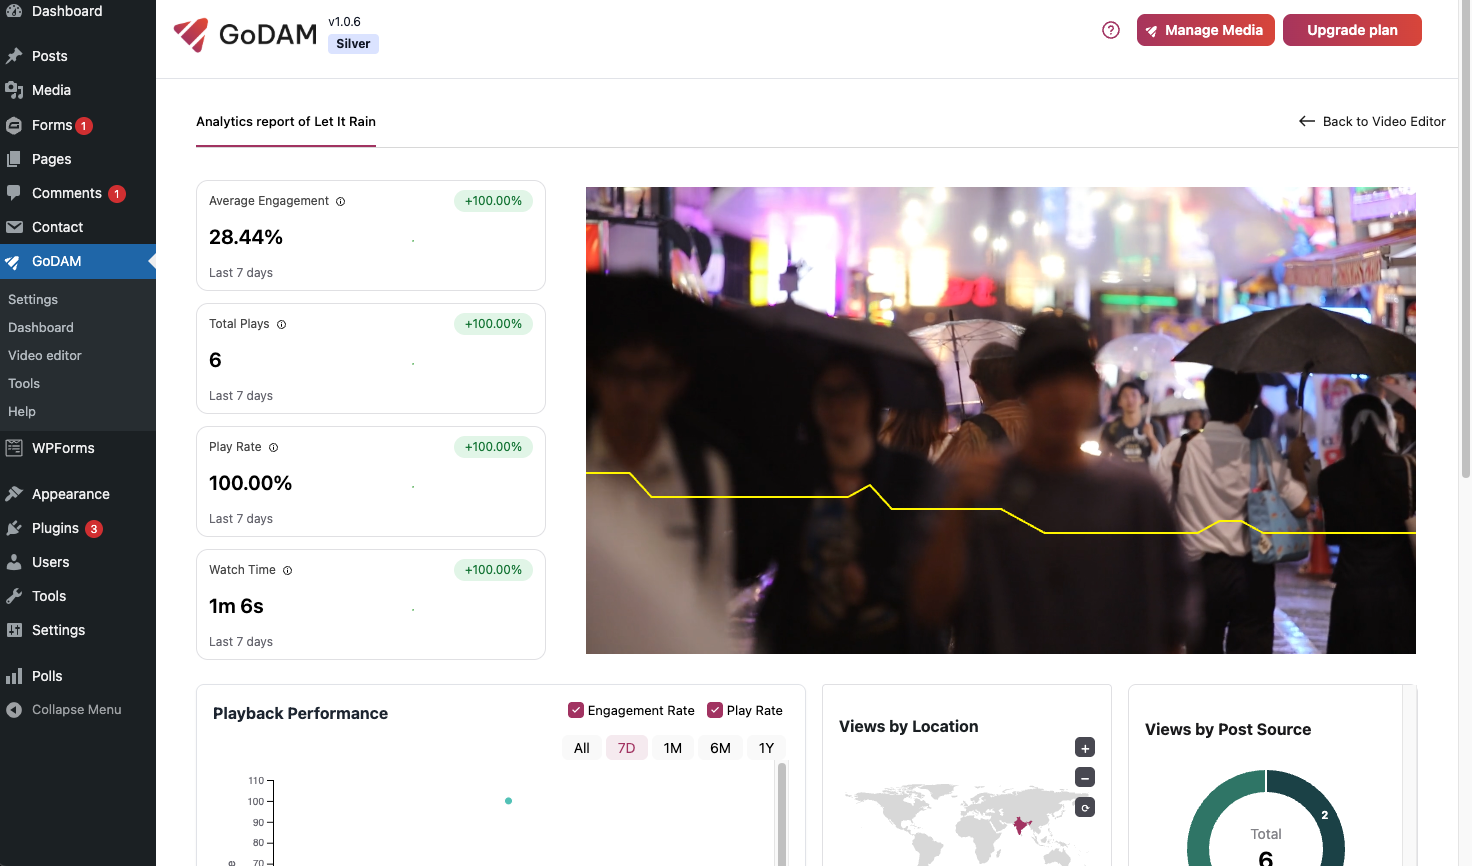 Dashboard
Posts
Media
Forms 1
Pages
Comments 1
Contact
GoDAM
Settings
Dashboard
Video editor
Tools
Help
WPForms
Appearance
Plugins 3
Users
Tools
Settings
Polls
Collapse Menu
GoDAM
v1.0.6
Silver
?
Manage Media
Upgrade plan
Analytics report of Let It Rain
← Back to Video Editor
Average Engagement
+100.00%
28.44%
Last 7 days
Total Plays
+100.00%
6
Last 7 days
Play Rate
+100.00%
100.00%
Last 7 days
Watch Time
+100.00%
1m 6s
Last 7 days
Playback Performance
Engagement Rate
Play Rate
All
7D
1M
6M
1Y
110
100
90
80
70
Views by Location
+
−
Views by Post Source
2
Total
6